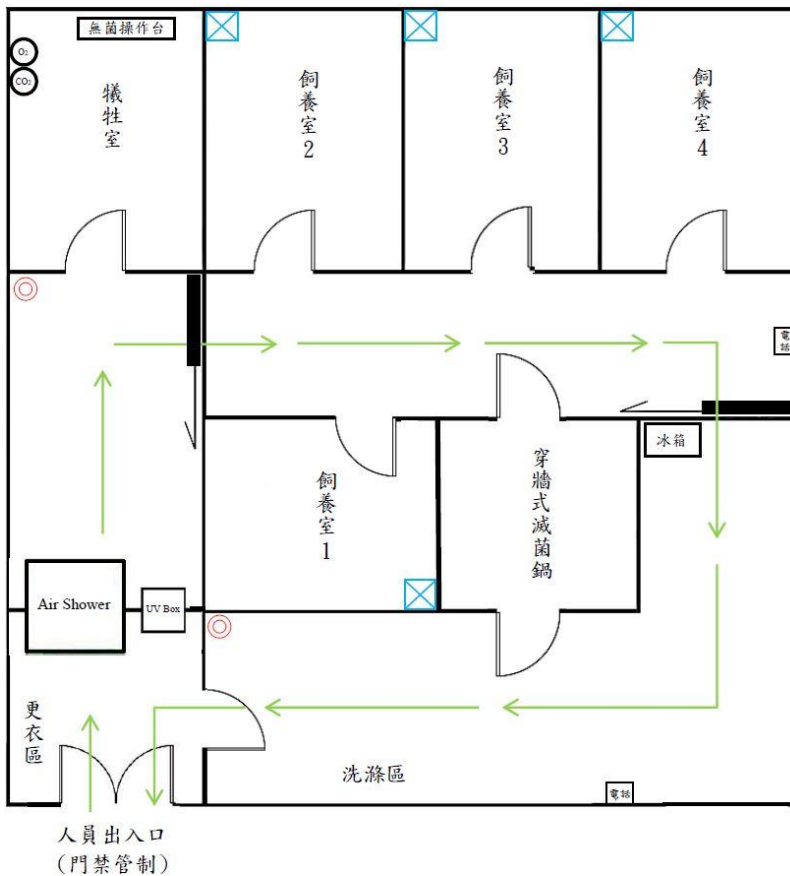 無菌操作台
O₂
CO₂
犧牲室
飼養室2
飼養室3
飼養室4
電話
冰箱
飼養室1
穿牆式滅菌鍋
Air Shower
UV Box
更衣區
洗滌區
電話
人員出入口
(門禁管制)